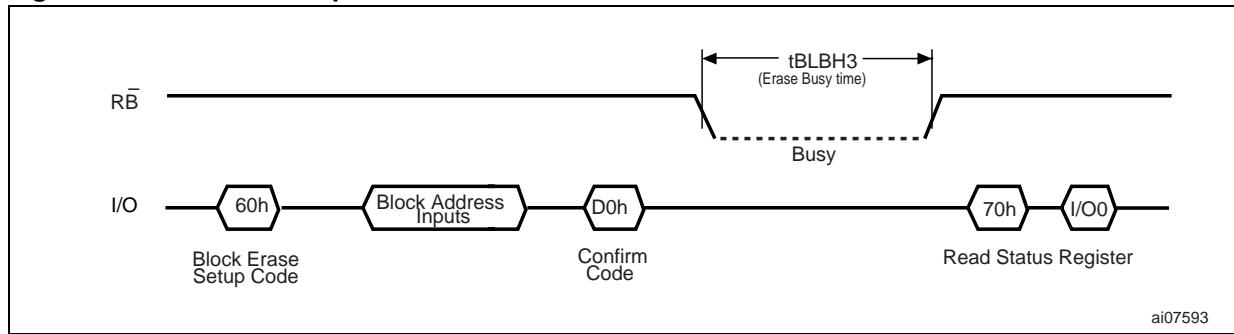 tBLBH3
(Erase Busy time)
RB̅
Busy
I/O
60h
Block Address
Inputs
D0h
70h
I/O0
Block Erase
Setup Code
Confirm
Code
Read Status Register
ai07593